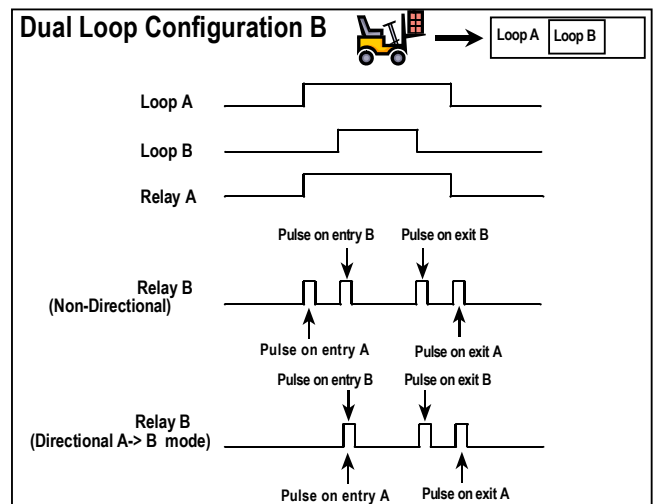 Dual Loop Configuration B
Loop A
Loop B
Loop A
Loop B
Relay A
Pulse on entry B
Pulse on exit B
Relay B
(Non-Directional)
Pulse on entry A
Pulse on exit A
Pulse on entry B
Pulse on exit B
Relay B
(Directional A-> B mode)
Pulse on entry A
Pulse on exit A